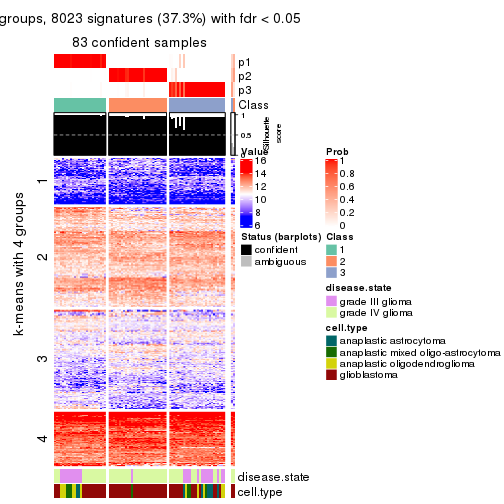 groups, 8023 signatures (37.3%) with fdr < 0.05
83 confident samples
p1
p2
p3
Class
1
0.5
0
Silhouette
score
k-means with 4 groups
1
2
3
4
disease.state
cell.type
Value
16
14
12
10
8
6
Prob
1
0.8
0.6
0.4
0.2
0
Status (barplots)
confident
ambiguous
Class
1
2
3
disease.state
grade III glioma
grade IV glioma
cell.type
anaplastic astrocytoma
anaplastic mixed oligo-astrocytoma
anaplastic oligodendroglioma
glioblastoma